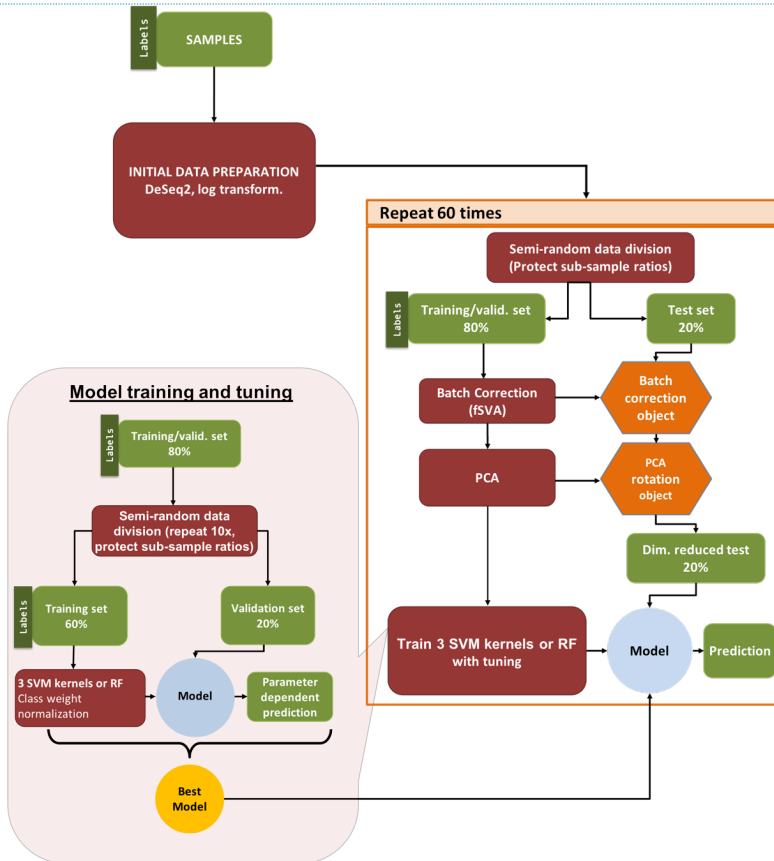 Labels
SAMPLES
INITIAL DATA PREPARATION
DeSeq2, log transform.
Repeat 60 times
Semi-random data division
(Protect sub-sample ratios)
Labels
Training/valid. set
80%
Test set
20%
Batch Correction
(fSVA)
Batch
correction
object
PCA
PCA
rotation
object
Dim. reduced test
20%
Train 3 SVM kernels or RF
with tuning
Model
Prediction
Model training and tuning
Labels
Training/valid. set
80%
Semi-random data
division (repeat 10x,
protect sub-sample ratios)
Labels
Training set
60%
Validation set
20%
3 SVM kernels or RF
Class weight
normalization
Model
Parameter
dependent
prediction
Best
Model